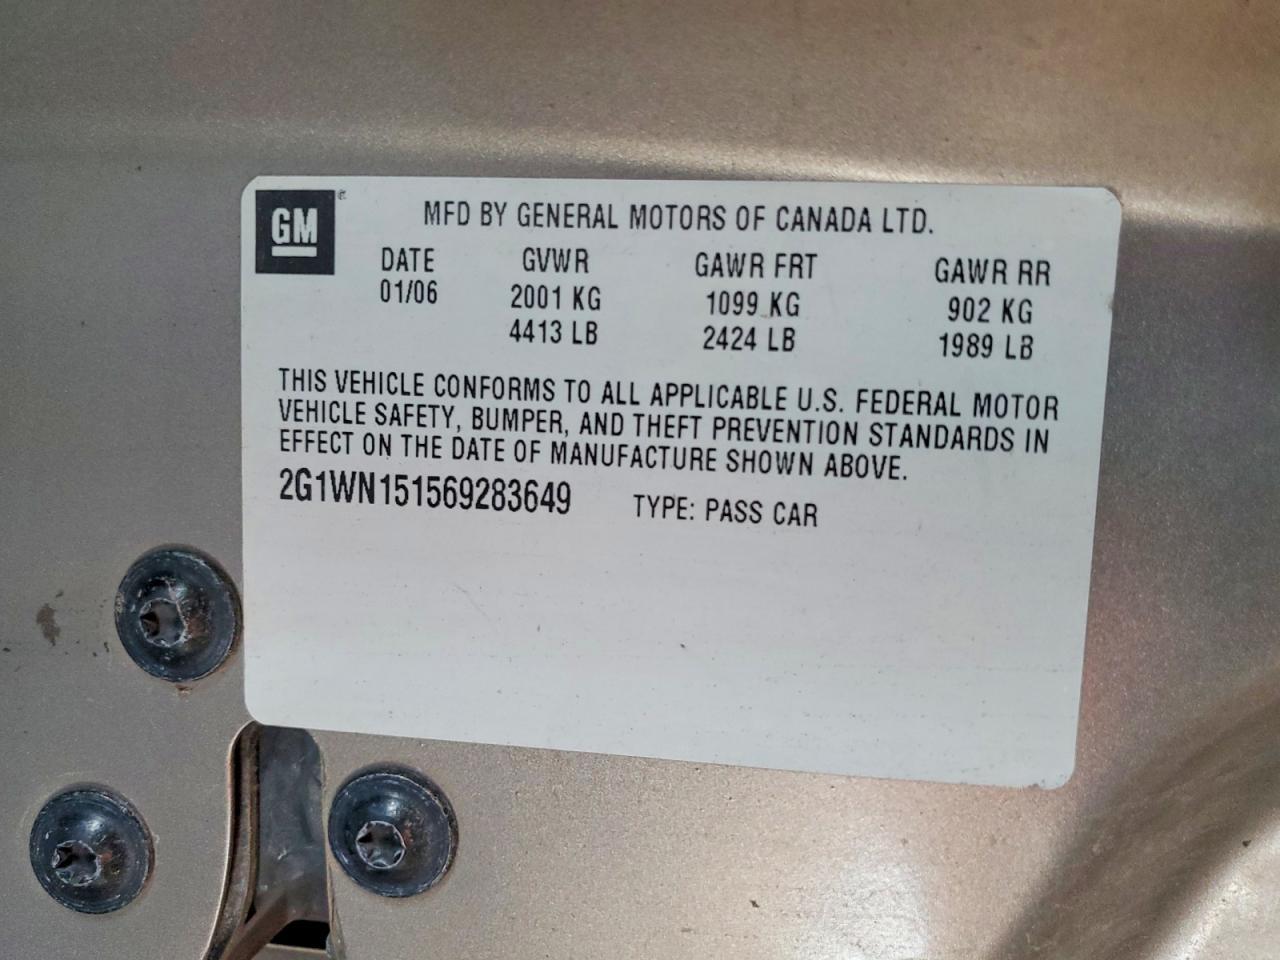 GM®
MFD BY GENERAL MOTORS OF CANADA LTD.
DATE GVWR GAWR FRT GAWR RR
01/06 2001 KG 1099 KG 902 KG
4413 LB 2424 LB 1989 LB
THIS VEHICLE CONFORMS TO ALL APPLICABLE U.S. FEDERAL MOTOR
VEHICLE SAFETY, BUMPER, AND THEFT PREVENTION STANDARDS IN
EFFECT ON THE DATE OF MANUFACTURE SHOWN ABOVE.
2G1WN151569283649 TYPE: PASS CAR